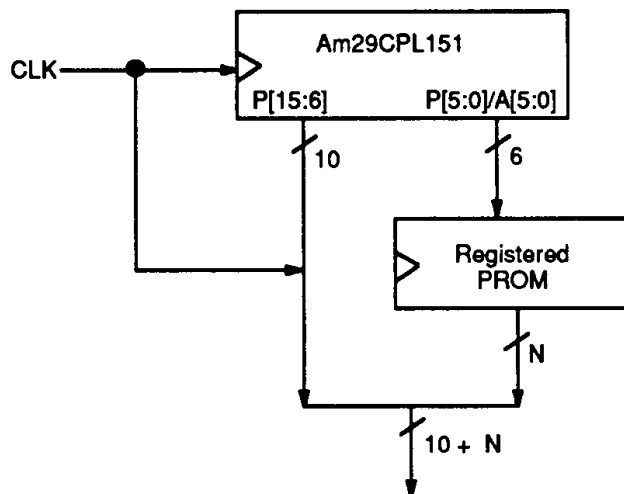 Am29CPL151
CLK
P[15:6] P[5:0]/A[5:0]
10
6
Registered
PROM
N
10 + N